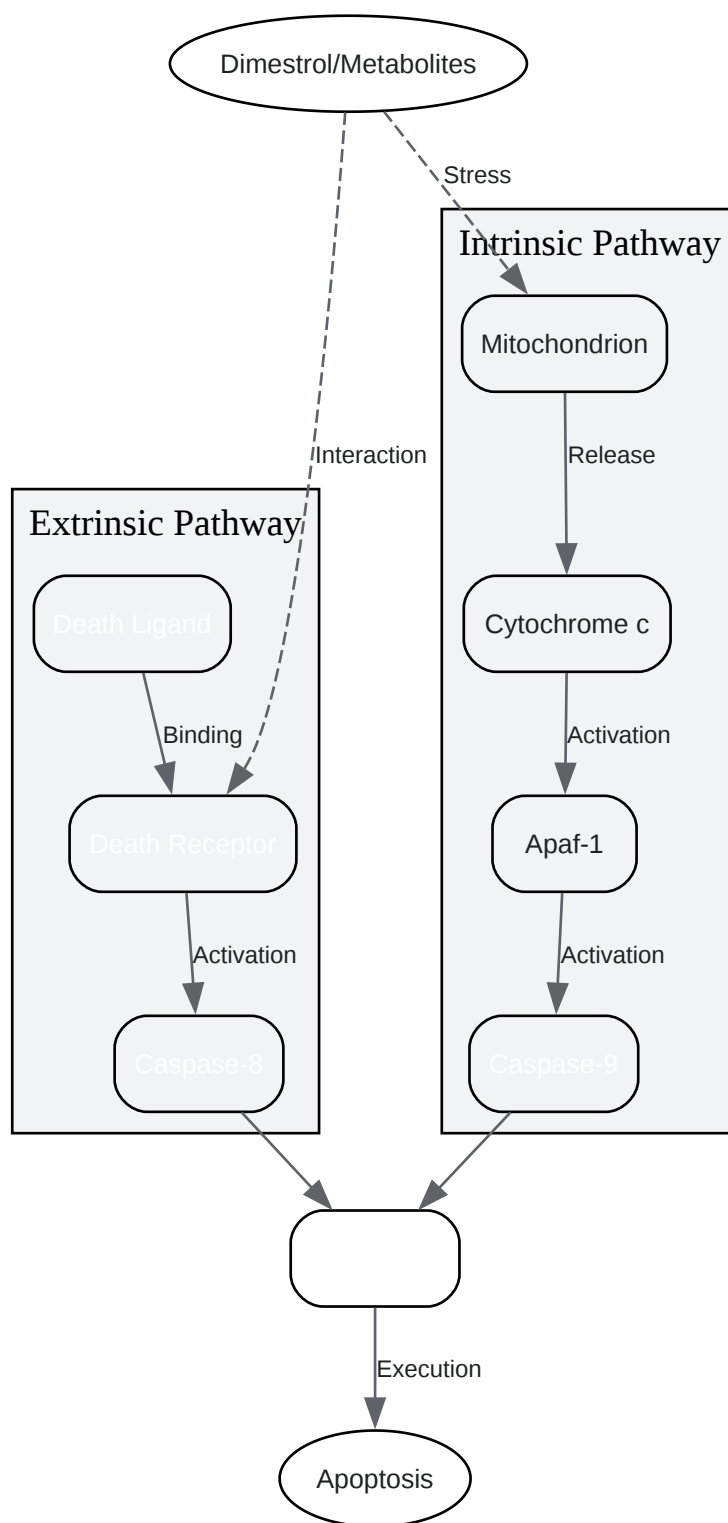 Dimestrol/Metabolites
Stress
Intrinsic Pathway
Mitochondrion
Interaction
Release
Extrinsic Pathway
Death Ligand
Cytochrome c
Binding
Activation
Death Receptor
Apaf-1
Activation
Activation
Caspase-8
Caspase-9
Execution
Apoptosis